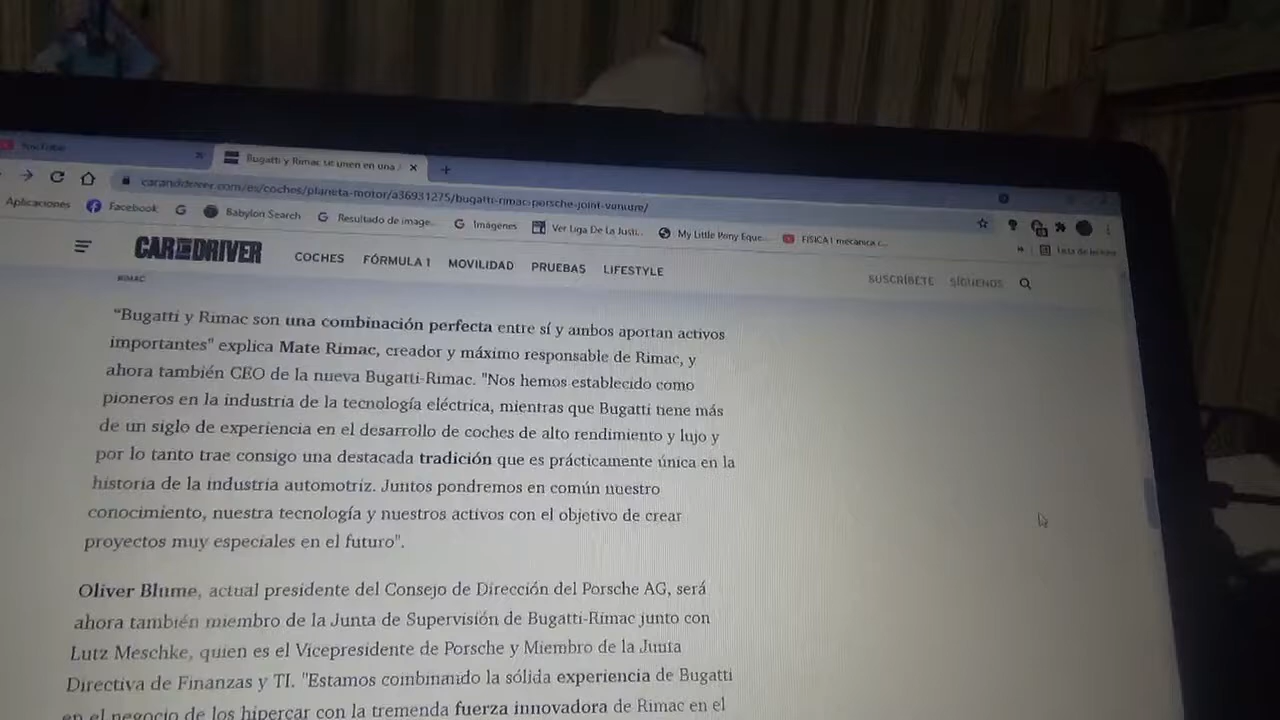 YouTube
Bugatti y Rimac se unen en una
caranddriver.com/es/coches/planeta-motor/a36931275/bugatti-rimac-porsche-joint-venture/
Aplicaciones Facebook Babylon Search Resultado de image... Imágenes Ver Liga De La Justi... My Little Pony Eque... FISICA I mecanica c...
Lista de lectura
CAR AND DRIVER COCHES FÓRMULA 1 MOVILIDAD PRUEBAS LIFESTYLE SUSCRÍBETE SÍGUENOS
RIMAC
"Bugatti y Rimac son una combinación perfecta entre sí y ambos aportan activos
importantes" explica Mate Rimac, creador y máximo responsable de Rimac, y
ahora también CEO de la nueva Bugatti-Rimac. "Nos hemos establecido como
pioneros en la industria de la tecnología eléctrica, mientras que Bugatti tiene más
de un siglo de experiencia en el desarrollo de coches de alto rendimiento y lujo y
por lo tanto trae consigo una destacada tradición que es prácticamente única en la
historia de la industria automotriz. Juntos pondremos en común nuestro
conocimiento, nuestra tecnología y nuestros activos con el objetivo de crear
proyectos muy especiales en el futuro".
Oliver Blume, actual presidente del Consejo de Dirección del Porsche AG, será
ahora también miembro de la Junta de Supervisión de Bugatti-Rimac junto con
Lutz Meschke, quien es el Vicepresidente de Porsche y Miembro de la Junta
Directiva de Finanzas y TI. "Estamos combinando la sólida experiencia de Bugatti
en el negocio de los hipercar con la tremenda fuerza innovadora de Rimac en el